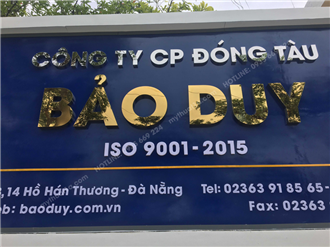 CÔNG TY CP ĐÓNG TÀU
BẢO DUY
ISO 9001 - 2015
,14 Hồ Hán Thương - Đà Nẵng Tel: 02363 91 85 65 -
b: baoduy.com.vn Fax: 02363